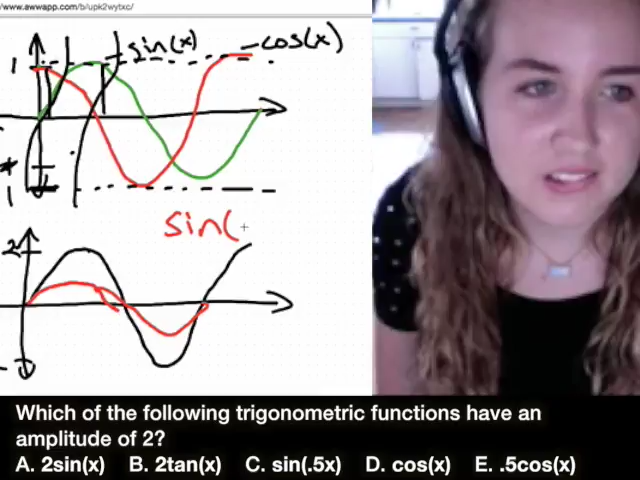 www.awwapp.com/b/upk2wytxc/
sin(x)
cos(x)
1
1
sin(
2
Which of the following trigonometric functions have an
amplitude of 2?
A. 2sin(x) B. 2tan(x) C. sin(.5x) D. cos(x) E. .5cos(x)